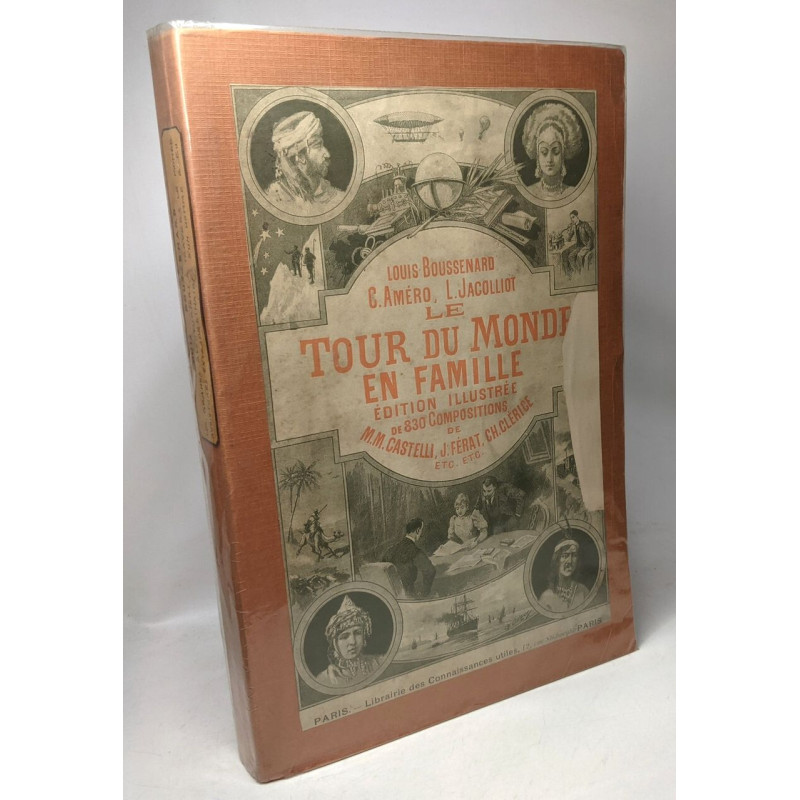 LOUIS BOUSSENARD
C. AMÉRO, L. JACOLLIOT
LE
TOUR DU MONDE
EN FAMILLE
ÉDITION ILLUSTRÉE
DE 830 COMPOSITIONS
DE
M.M. CASTELLI, J. FÉRAT, CH. CLÉRICE
ETC. ETC.
PARIS. — Librairie des Connaissances utiles, PARIS